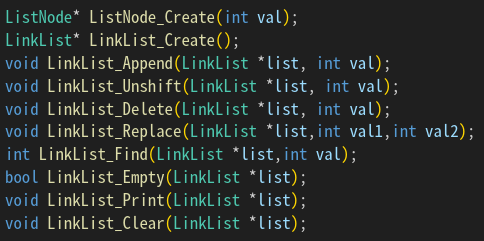 ListNode* ListNode_Create(int val);
LinkList* LinkList_Create();
void LinkList_Append(LinkList *list, int val);
void LinkList_Unshift(LinkList *list, int val);
void LinkList_Delete(LinkList *list, int val);
void LinkList_Replace(LinkList *list,int val1,int val2);
int LinkList_Find(LinkList *list,int val);
bool LinkList_Empty(LinkList *list);
void LinkList_Print(LinkList *list);
void LinkList_Clear(LinkList *list);